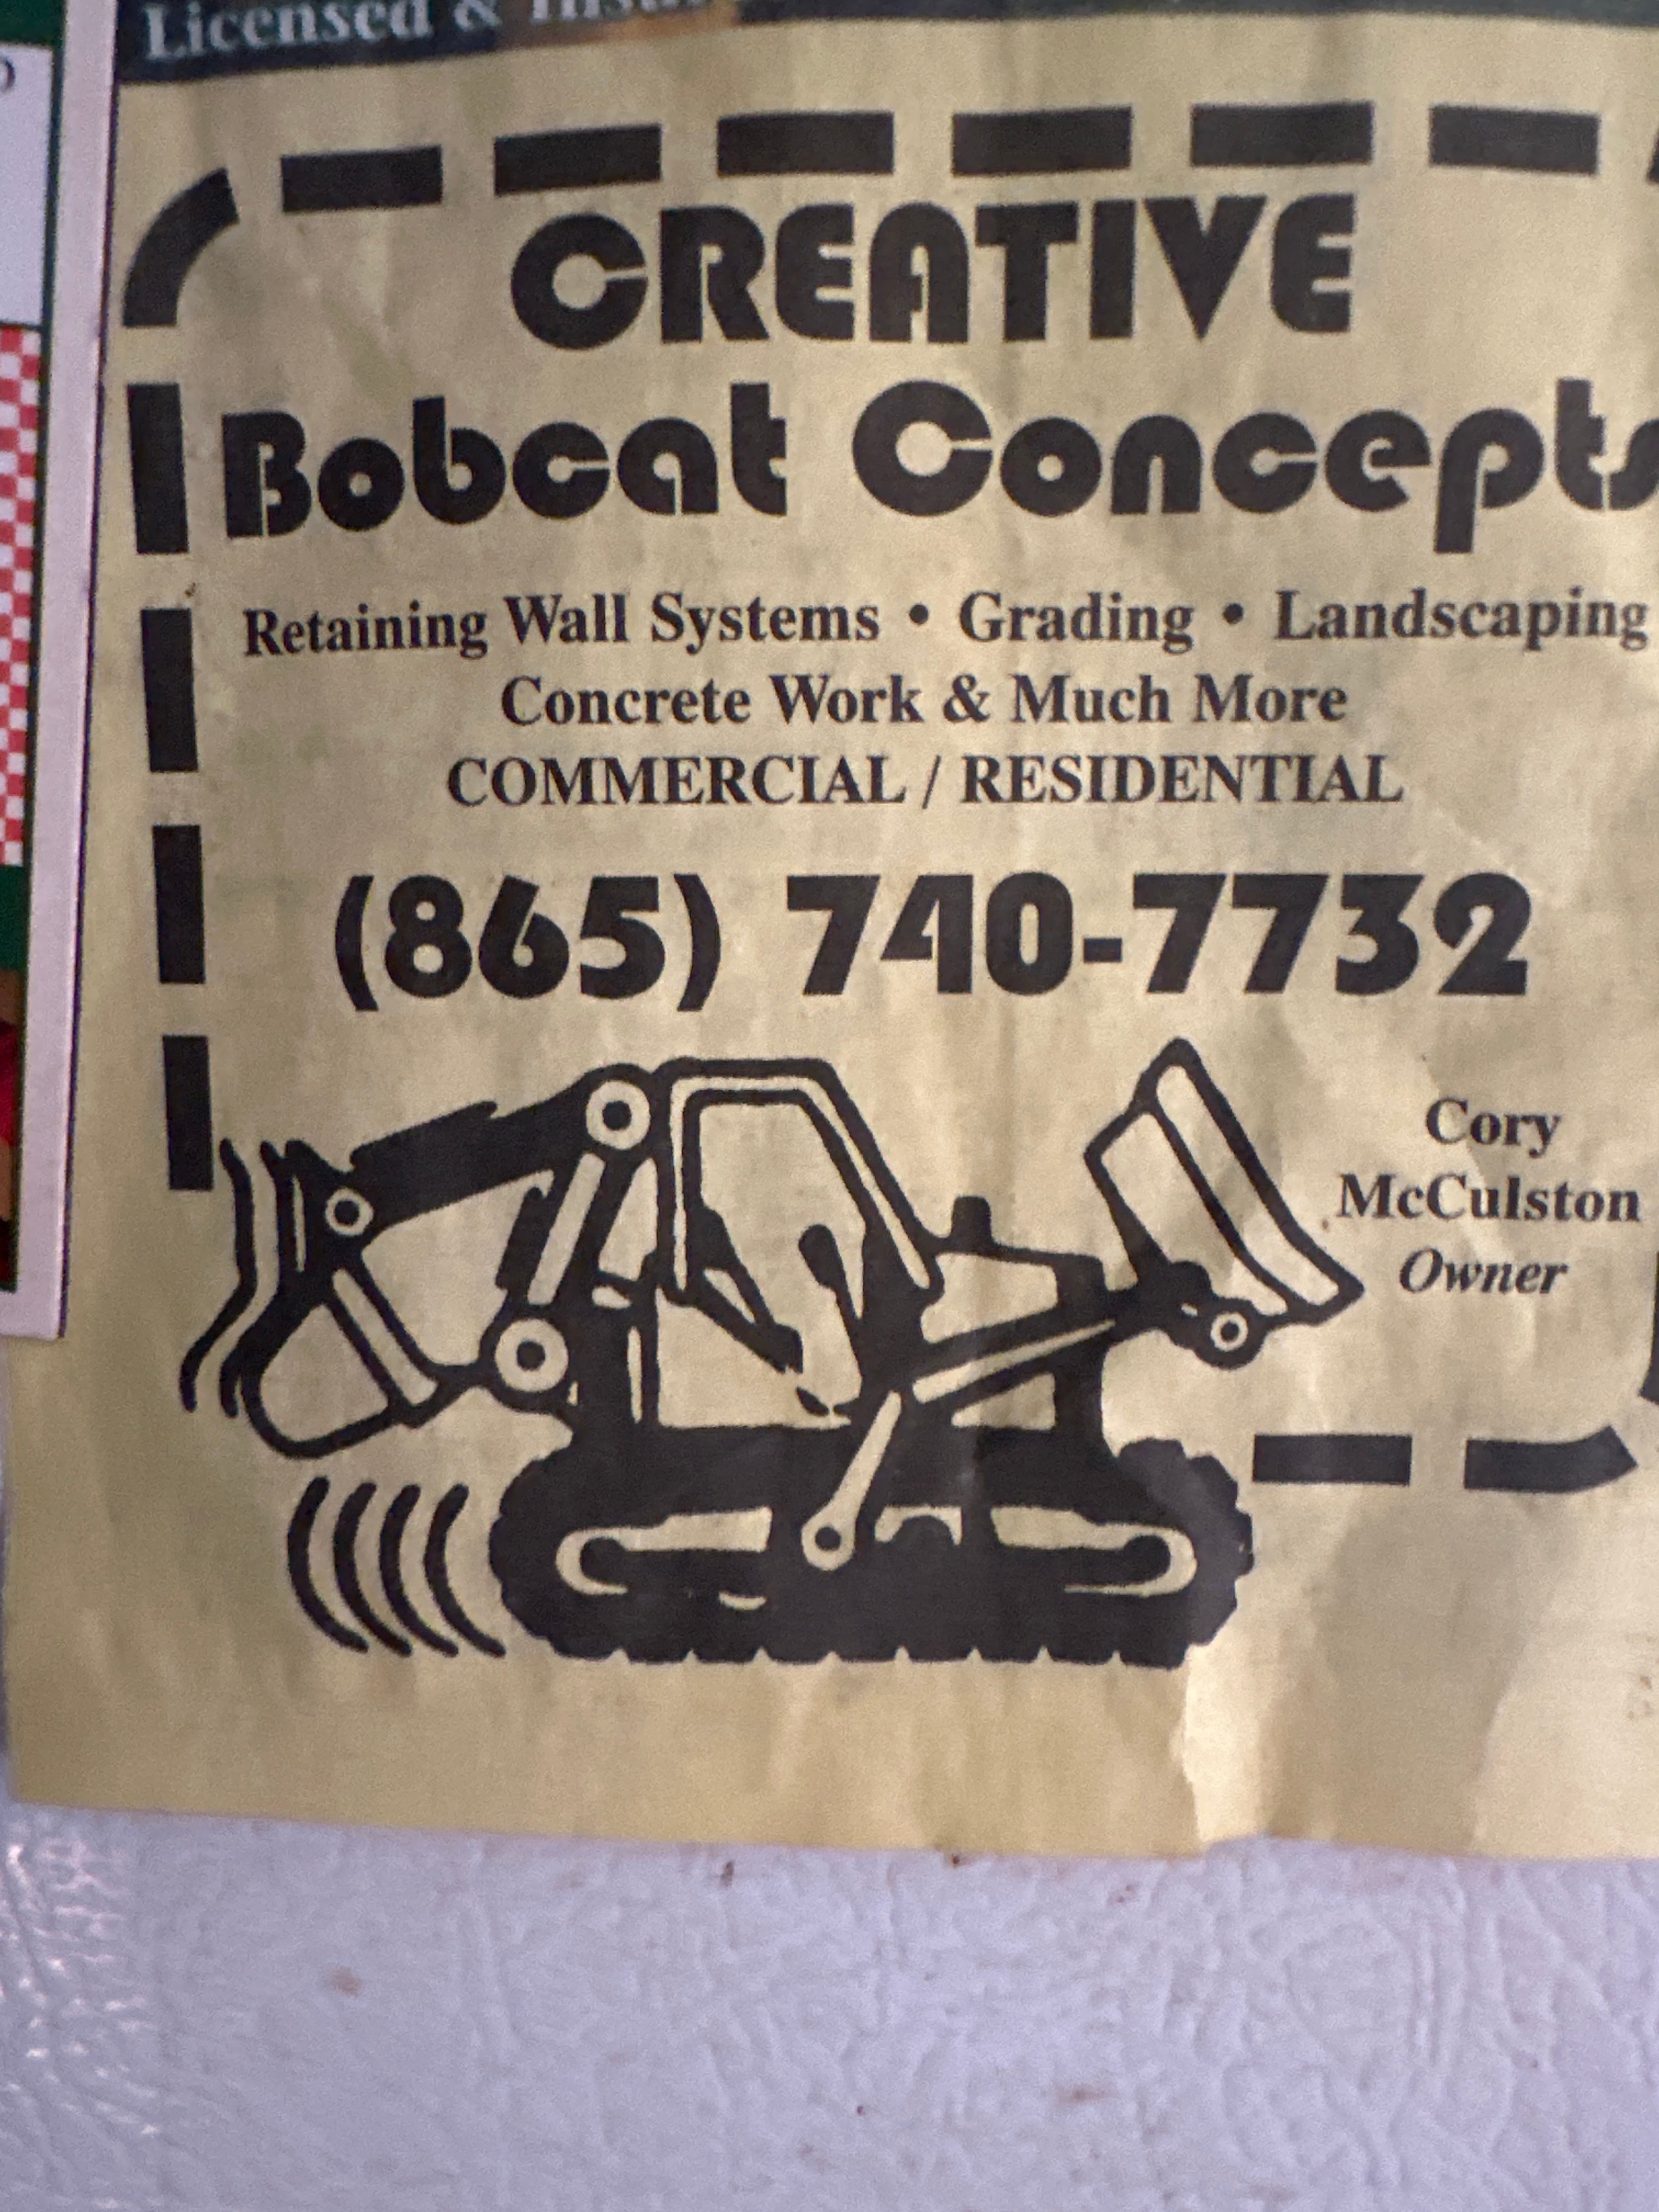 Licensed &
CREATIVE
Bobcat Concepts
Retaining Wall Systems • Grading • Landscaping
Concrete Work & Much More
COMMERCIAL / RESIDENTIAL
(865) 740-7732
Cory
McCulston
Owner